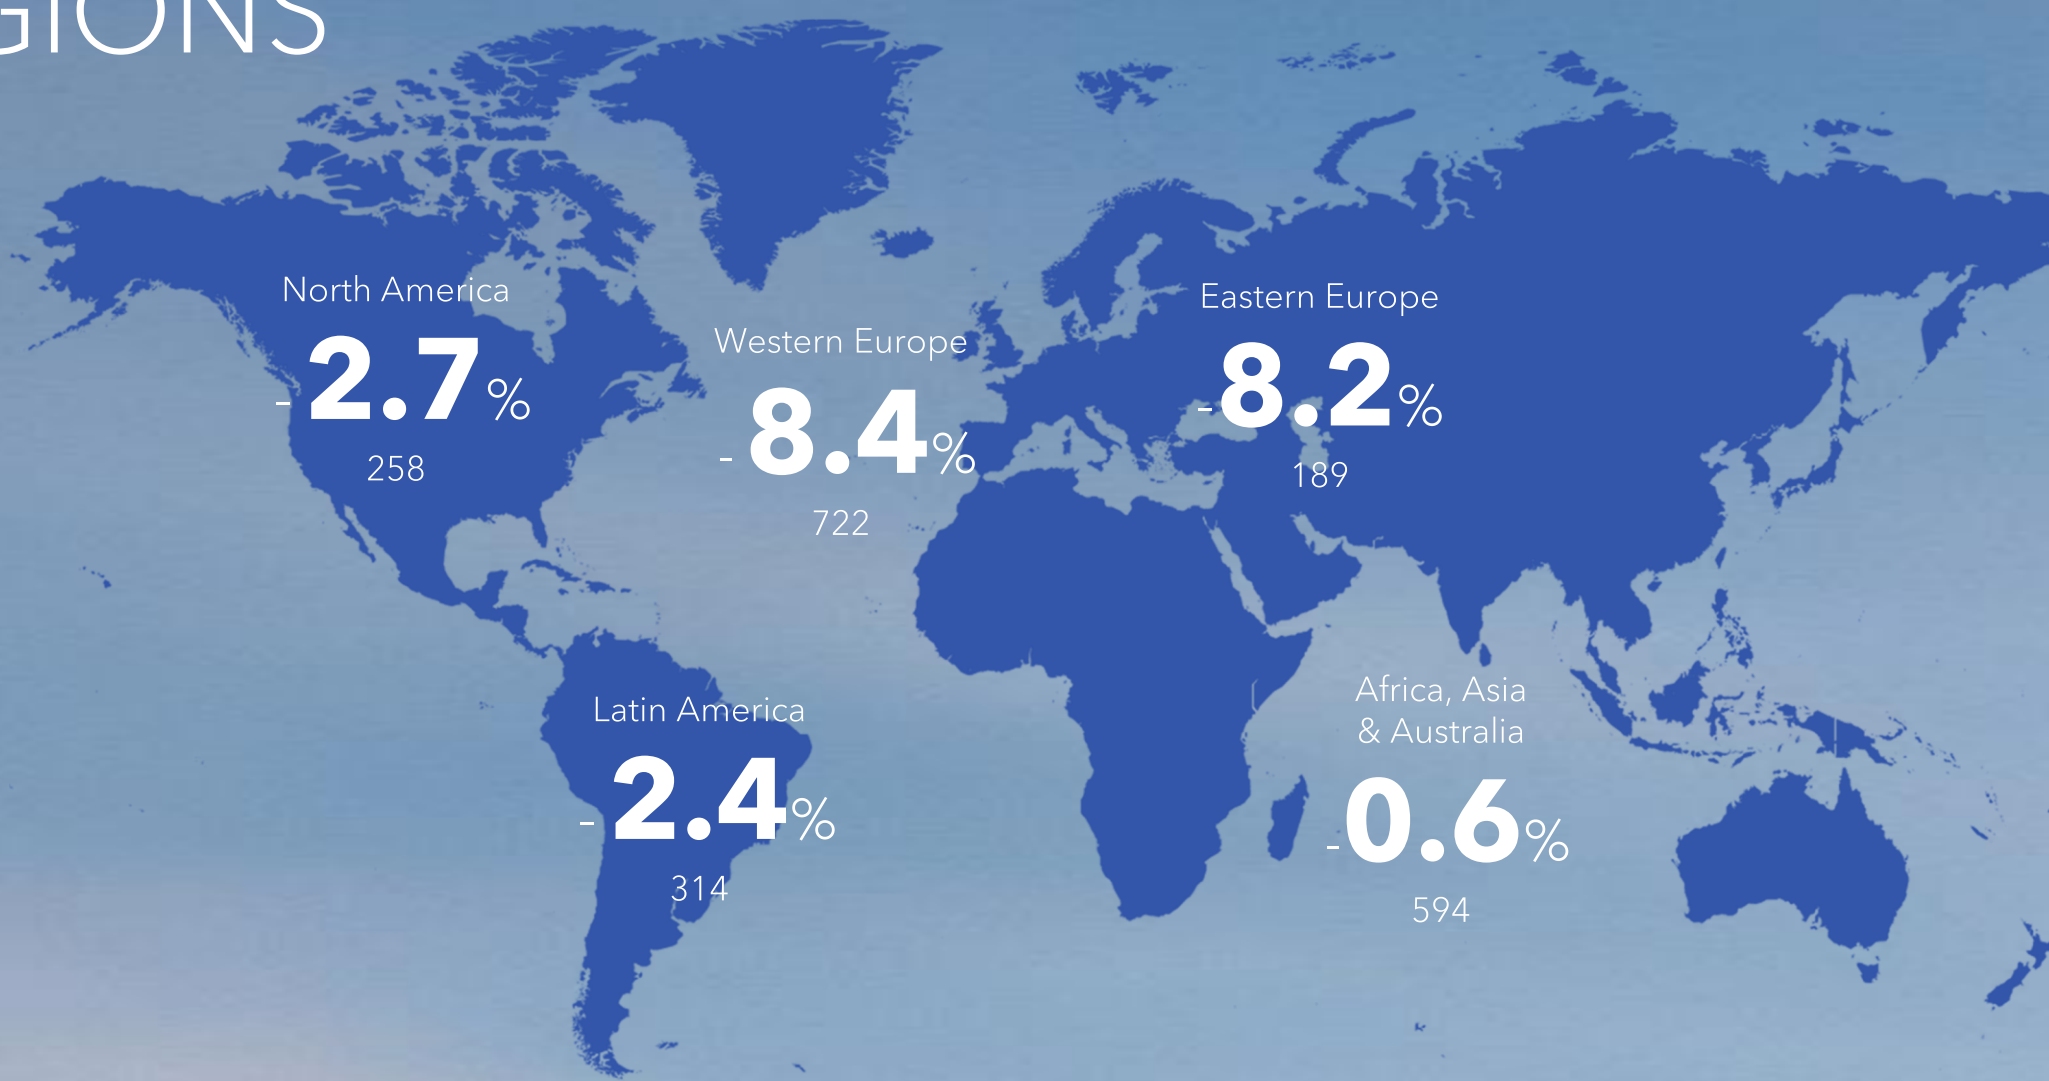 GIONS
North America
- 2.7%
258
Western Europe
- 8.4%
722
Eastern Europe
-8.2%
189
Latin America
- 2.4%
314
Africa, Asia
& Australia
-0.6%
594